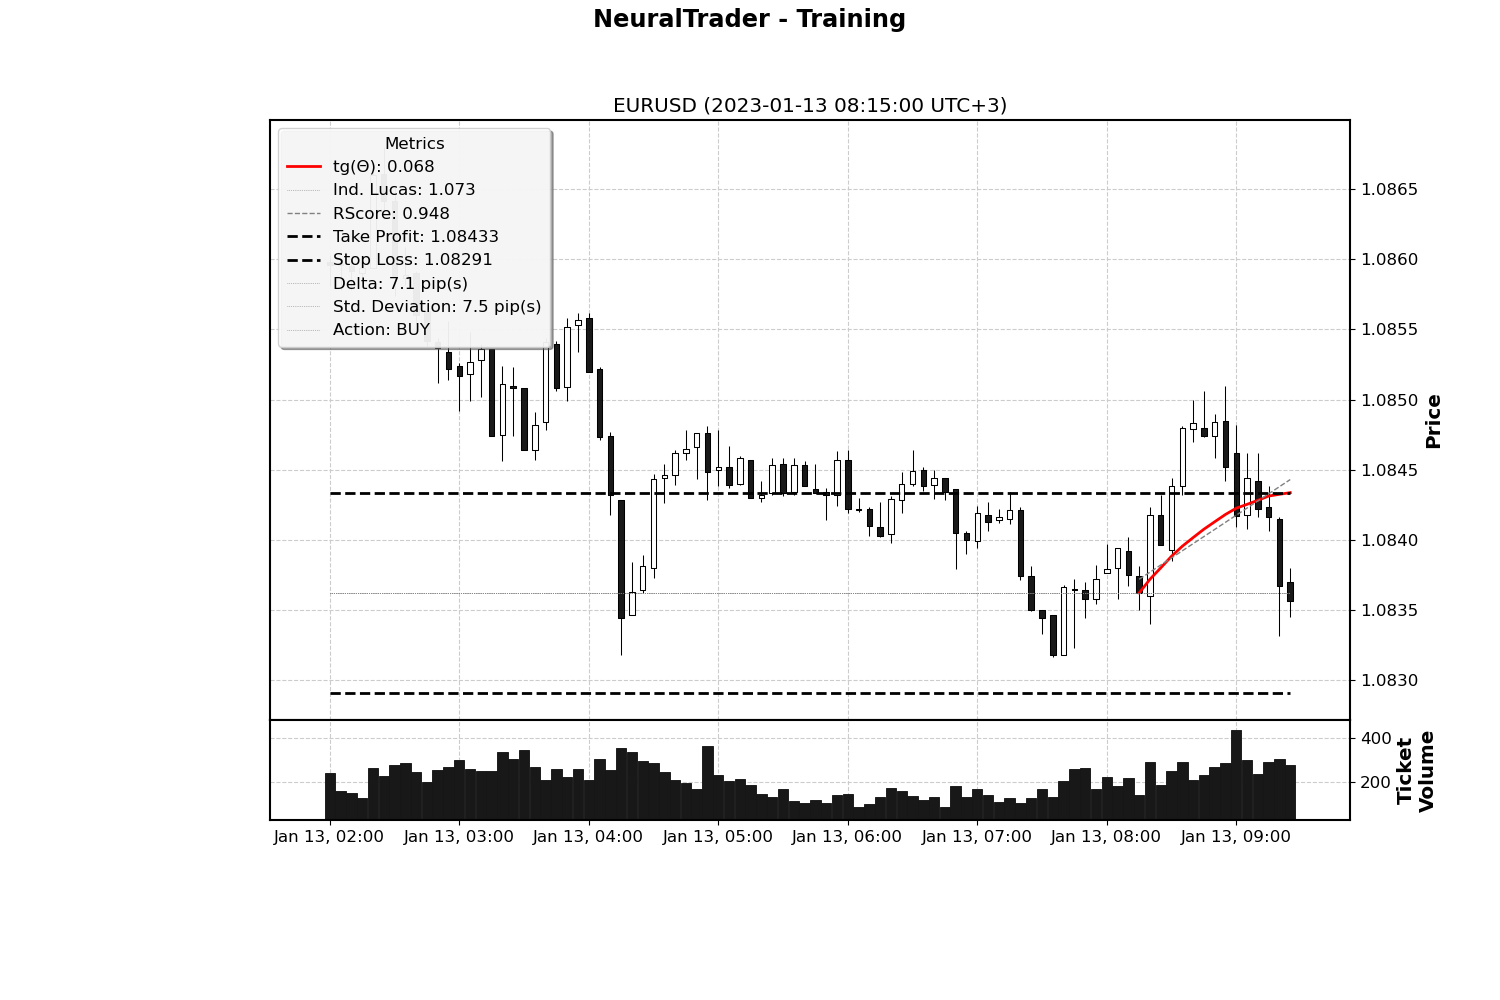 NeuralTrader - Training
EURUSD (2023-01-13 08:15:00 UTC+3)
Metrics
tg(Θ): 0.068
Ind. Lucas: 1.073
RScore: 0.948
Take Profit: 1.08433
Stop Loss: 1.08291
Delta: 7.1 pip(s)
Std. Deviation: 7.5 pip(s)
Action: BUY
1.0865
1.0860
1.0855
1.0850
1.0845
1.0840
1.0835
1.0830
Price
400
200
Ticket
Volume
Jan 13, 02:00
Jan 13, 03:00
Jan 13, 04:00
Jan 13, 05:00
Jan 13, 06:00
Jan 13, 07:00
Jan 13, 08:00
Jan 13, 09:00